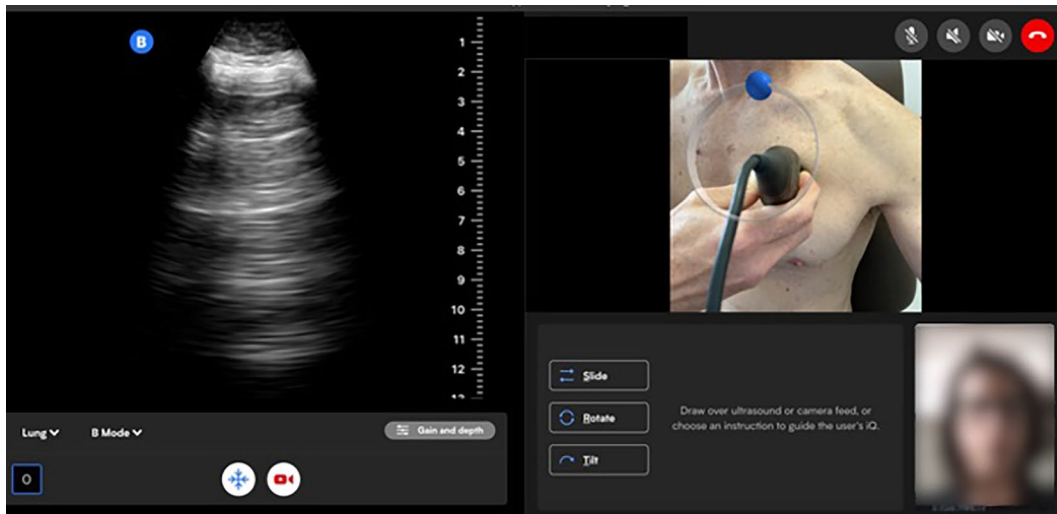 B
1
2
3
4
5
6
7
8
9
10
11
12
Lung
B Mode
Gain and depth
0
Slide
Rotate
Tilt
Draw over ultrasound or camera feed, or
choose an instruction to guide the user's iQ.